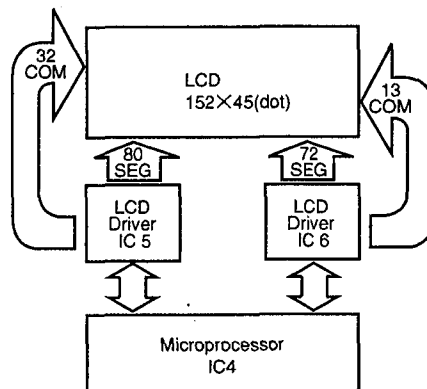 32
COM
LCD
152×45(dot)
13
COM
80
SEG
72
SEG
LCD
Driver
IC 5
LCD
Driver
IC 6
Microprocessor
IC4